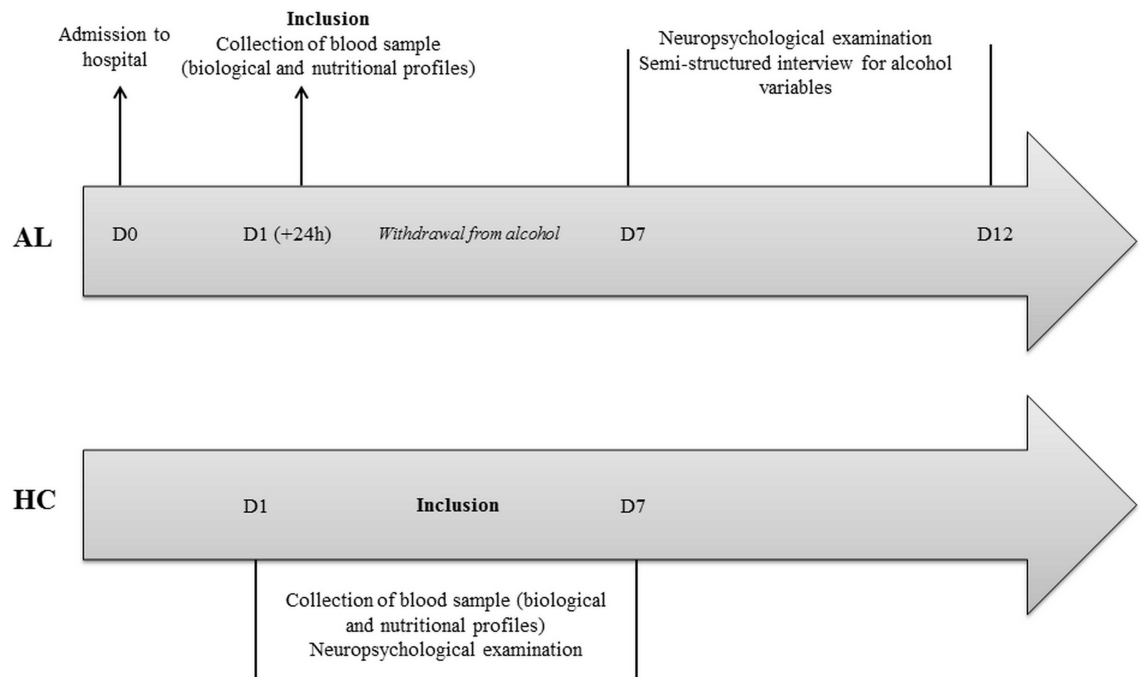 Admission to
hospital
Inclusion
Collection of blood sample
(biological and nutritional profiles)
Neuropsychological examination
Semi-structured interview for alcohol
variables
AL
D0
D1 (+24h)
Withdrawal from alcohol
D7
D12
HC
D1
Inclusion
D7
Collection of blood sample (biological
and nutritional profiles)
Neuropsychological examination